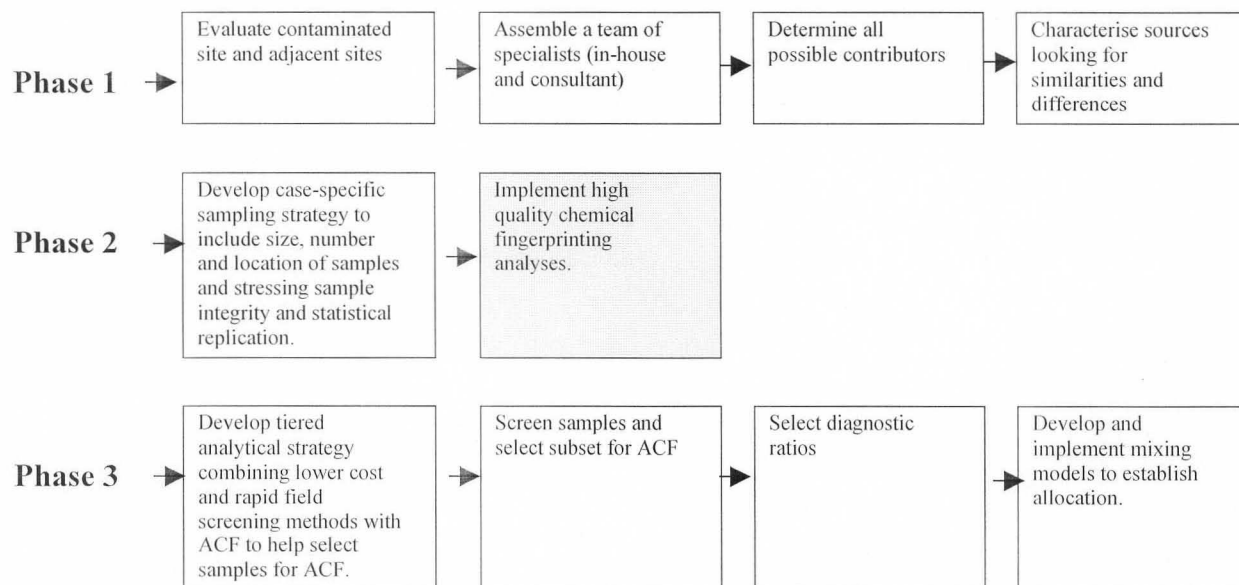 Phase 1
Evaluate contaminated
site and adjacent sites
Assemble a team of
specialists (in-house
and consultant)
Determine all
possible contributors
Characterise sources
looking for
similarities and
differences
Phase 2
Develop case-specific
sampling strategy to
include size, number
and location of samples
and stressing sample
integrity and statistical
replication.
Implement high
quality chemical
fingerprinting
analyses.
Phase 3
Develop tiered
analytical strategy
combining lower cost
and rapid field
screening methods with
ACF to help select
samples for ACF.
Screen samples and
select subset for ACF
Select diagnostic
ratios
Develop and
implement mixing
models to establish
allocation.